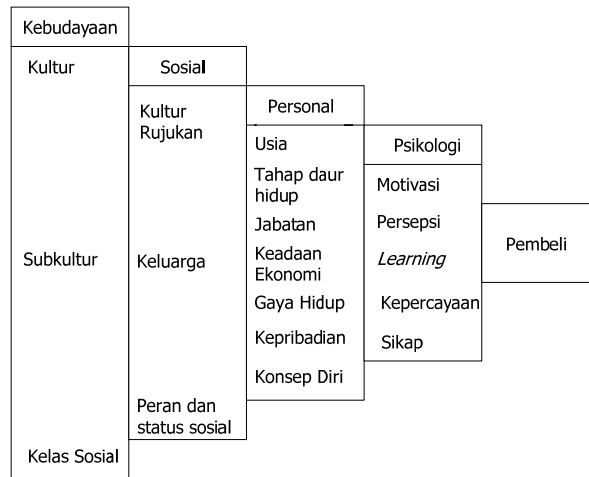 Kebudayaan
Kultur
Subkultur
Kelas Sosial
Sosial
Kultur
Rujukan
Keluarga
Peran dan
status sosial
Personal
Usia
Tahap daur
hidup
Jabatan
Keadaan
Ekonomi
Gaya Hidup
Kepribadian
Konsep Diri
Psikologi
Motivasi
Persepsi
Learning
Kepercayaan
Sikap
Pembeli